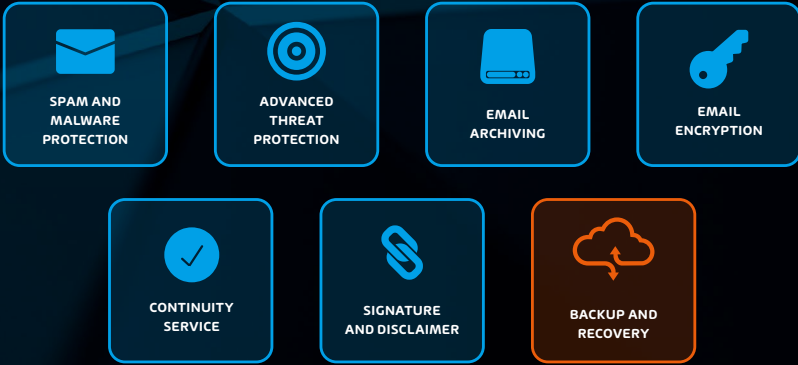 SPAM AND
MALWARE
PROTECTION
ADVANCED
THREAT
PROTECTION
EMAIL
ARCHIVING
EMAIL
ENCRYPTION
CONTINUITY
SERVICE
SIGNATURE
AND DISCLAIMER
BACKUP AND
RECOVERY